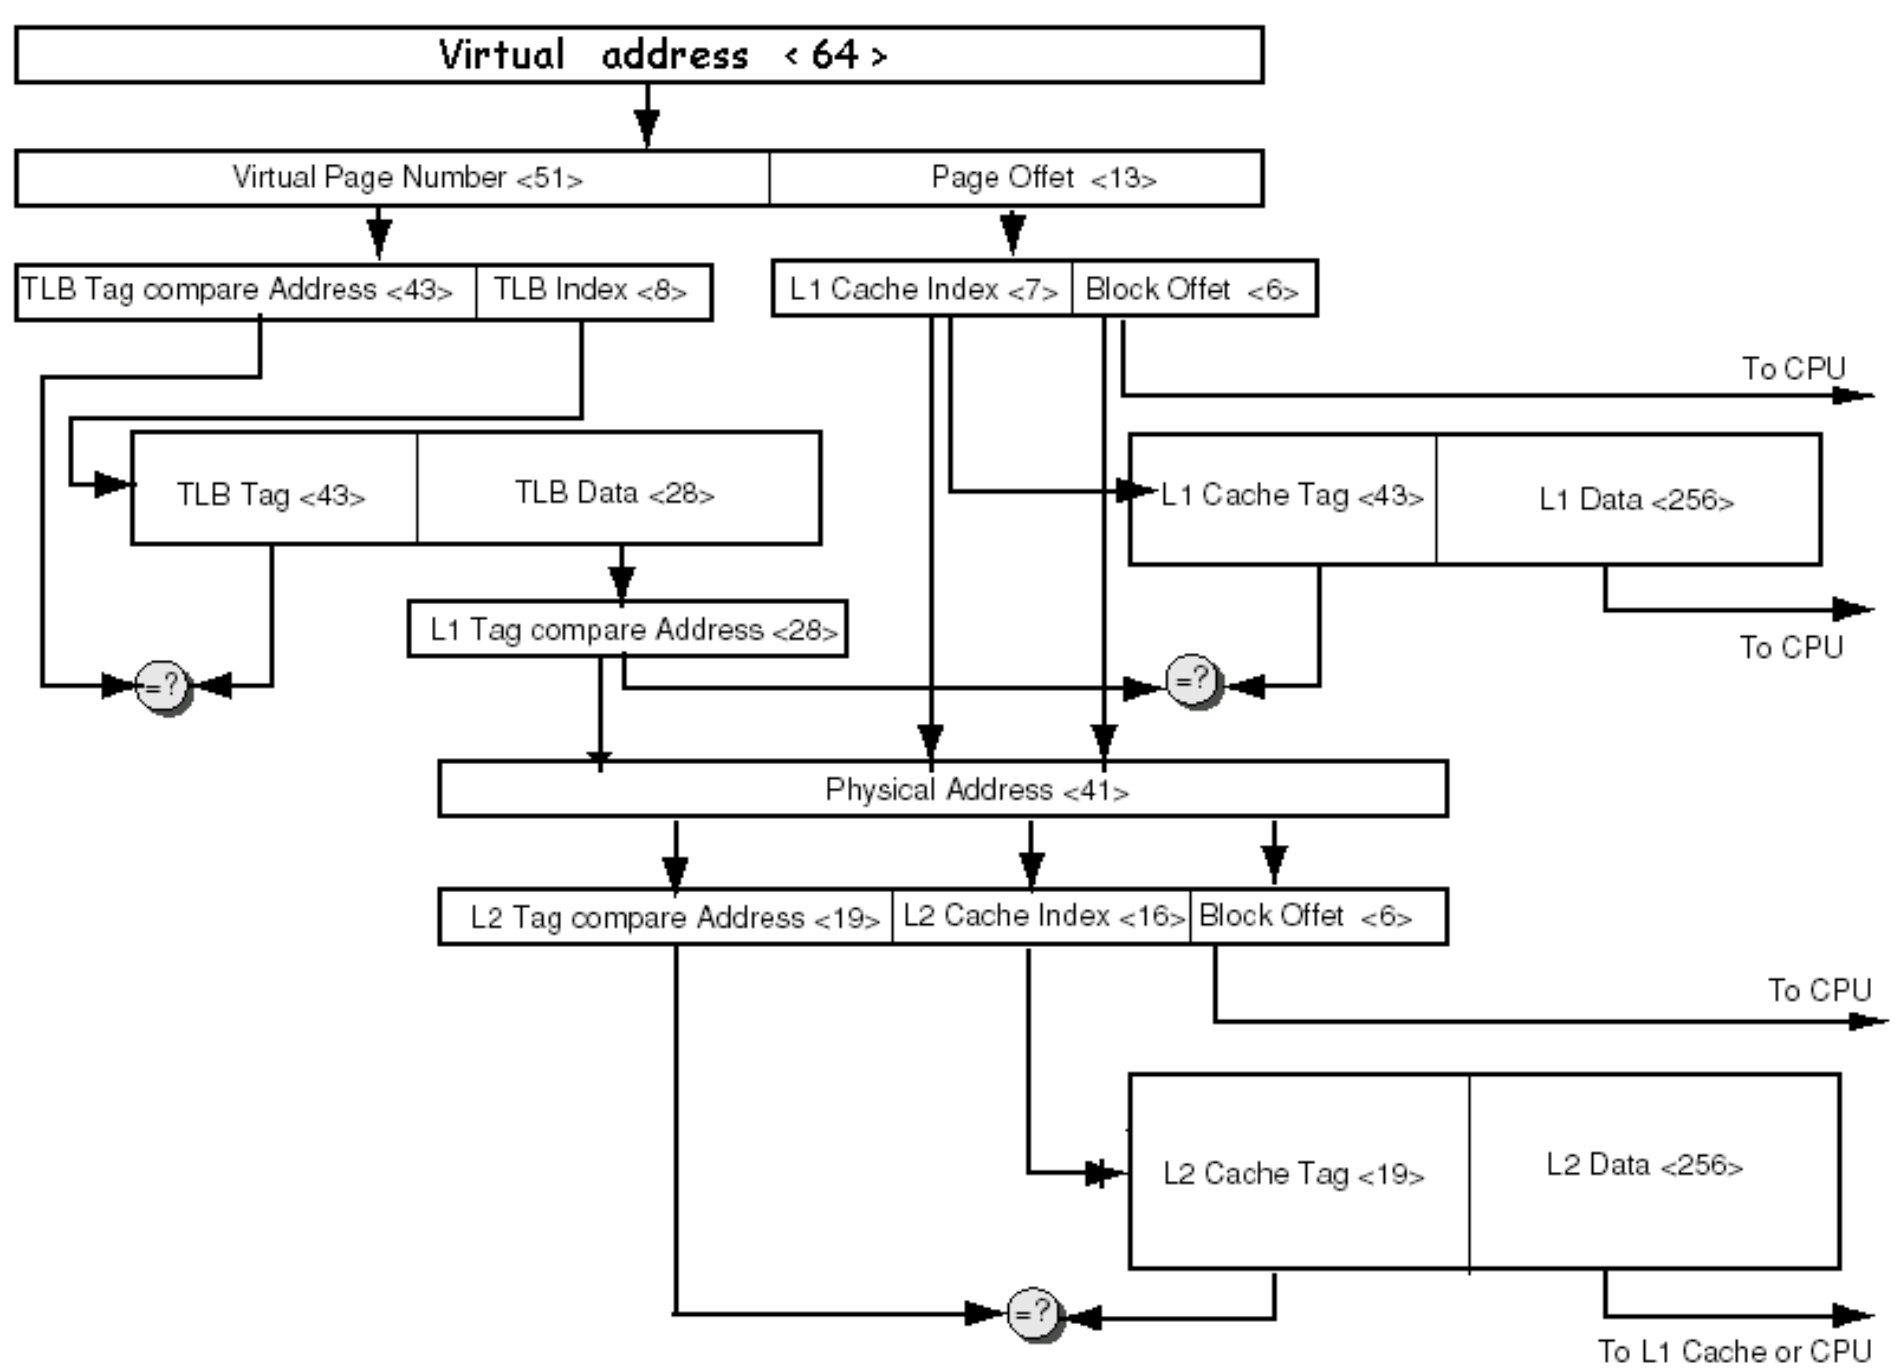 Virtual address <64>
Virtual Page Number <51>
Page Offet <13>
TLB Tag compare Address <43>
TLB Index <8>
L1 Cache Index <7>
Block Offet <6>
To CPU
TLB Tag <43>
TLB Data <28>
L1 Cache Tag <43>
L1 Data <256>
L1 Tag compare Address <28>
To CPU
=?
=?
Physical Address <41>
L2 Tag compare Address <19>
L2 Cache Index <16>
Block Offet <6>
To CPU
L2 Cache Tag <19>
L2 Data <256>
=?
To L1 Cache or CPU